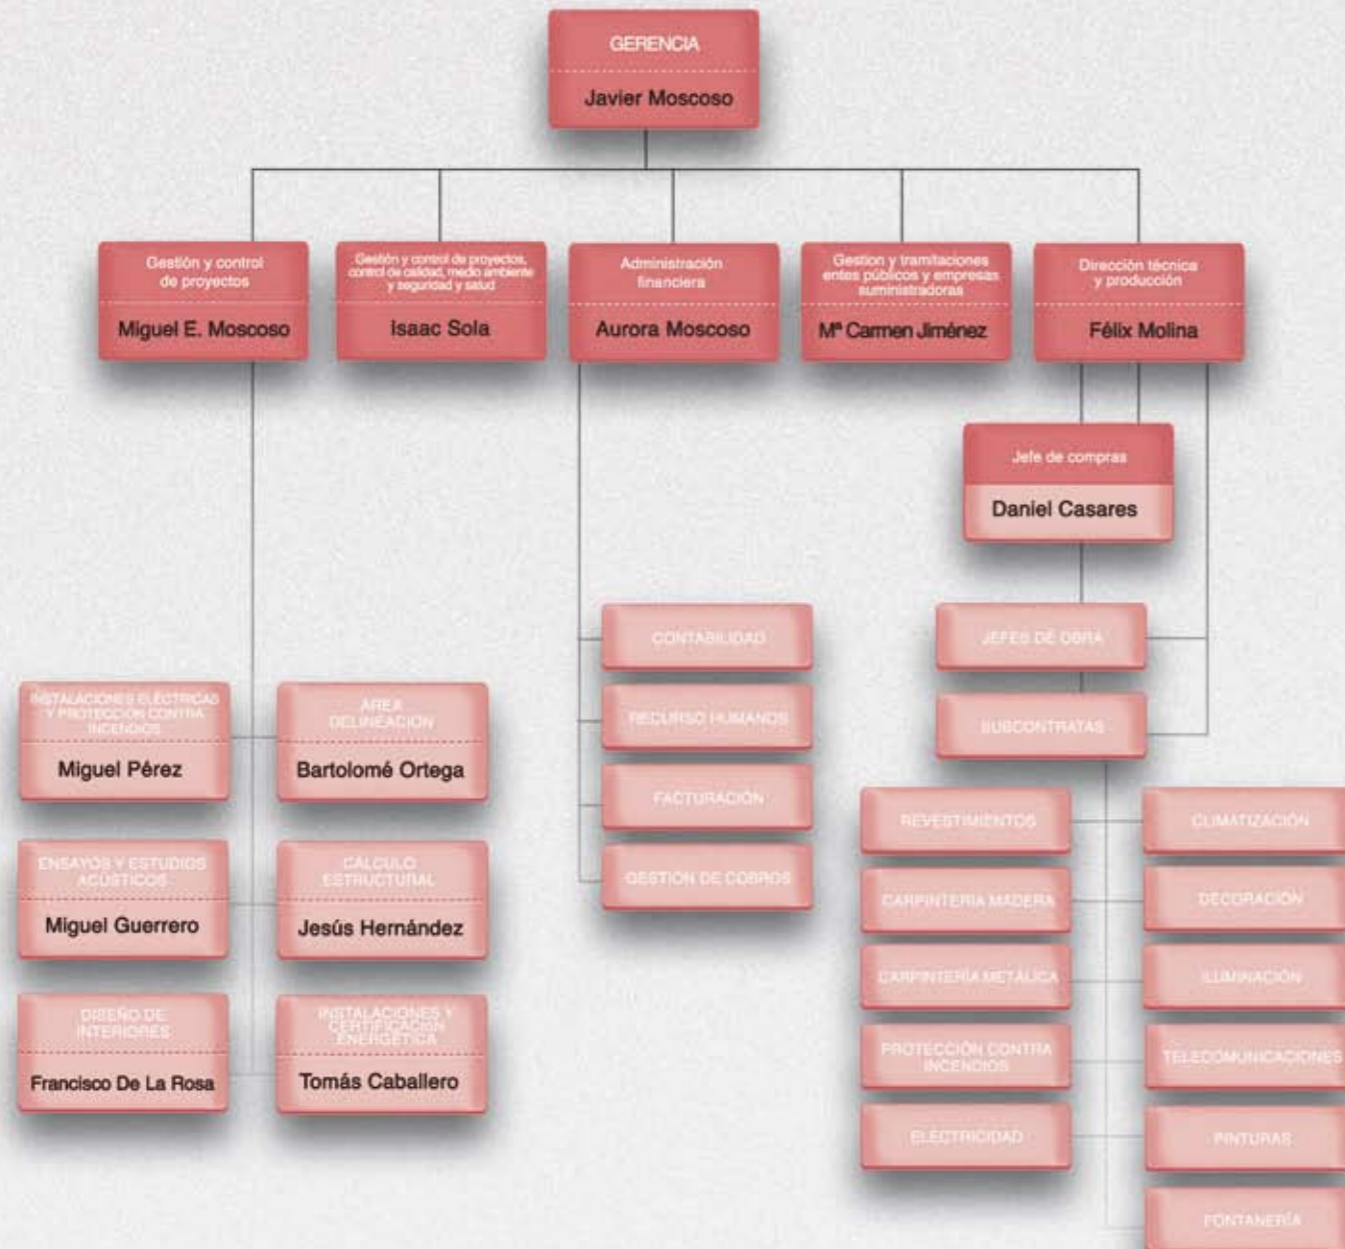 GERENCIA
Javier Moscoso
Gestión y control
de proyectos
Miguel E. Moscoso
Gestión y control de proyectos,
control de calidad, medio ambiente
y seguridad y salud
Isaac Sola
Administración
financiera
Aurora Moscoso
Gestion y tramitaciones
entes públicos y empresas
suministradoras
Mª Carmen Jiménez
Dirección técnica
y producción
Félix Molina
Jefe de compras
Daniel Casares
INSTALACIONES ELÉCTRICAS
Y PROTECCIÓN CONTRA
INCENDIOS
Miguel Pérez
ÁREA
DELINEACIÓN
Bartolomé Ortega
ENSAYOS Y ESTUDIOS
ACÚSTICOS
Miguel Guerrero
CÁLCULO
ESTRUCTURAL
Jesús Hernández
DISEÑO DE
INTERIORES
Francisco De La Rosa
INSTALACIONES Y
CERTIFICACIÓN
ENERGÉTICA
Tomás Caballero
CONTABILIDAD
RECURSO HUMANOS
FACTURACIÓN
GESTIÓN DE COBROS
JEFES DE OBRA
SUBCONTRATAS
REVESTIMIENTOS
CARPINTERÍA MADERA
CARPINTERÍA METÁLICA
PROTECCIÓN CONTRA
INCENDIOS
ELECTRICIDAD
CLIMATIZACIÓN
DECORACIÓN
ILUMINACIÓN
TELECOMUNICACIONES
PINTURAS
FONTANERÍA